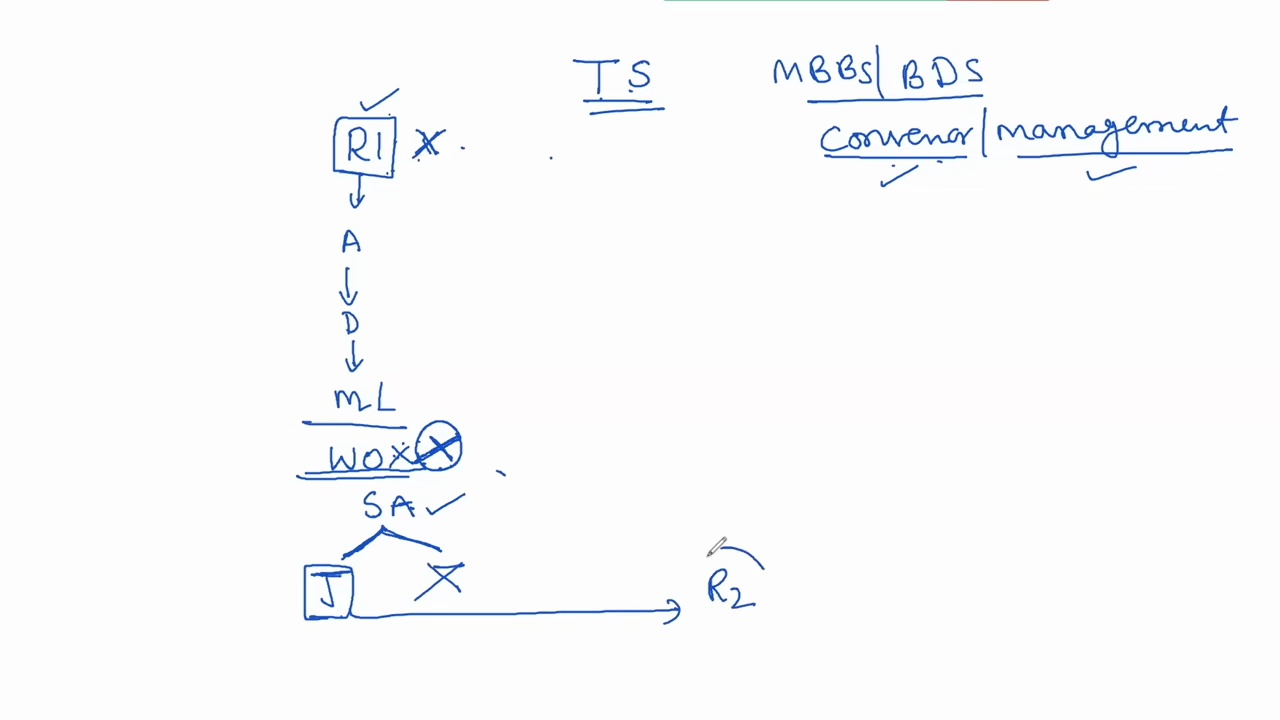 TS
MBBS/BDS
convenor/management
R1 X
A
D
mL
WOX X
SA
J X
R2